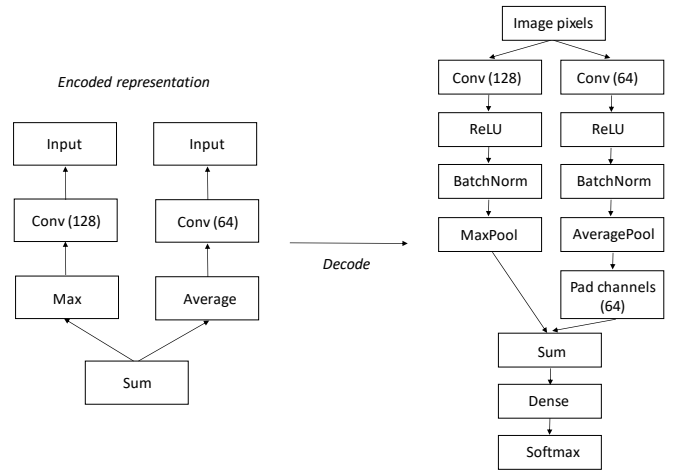 Encoded representation
Input
Input
Conv (128)
Conv (64)
Max
Average
Sum
Decode
Image pixels
Conv (128)
Conv (64)
ReLU
ReLU
BatchNorm
BatchNorm
MaxPool
AveragePool
Pad channels
(64)
Sum
Dense
Softmax